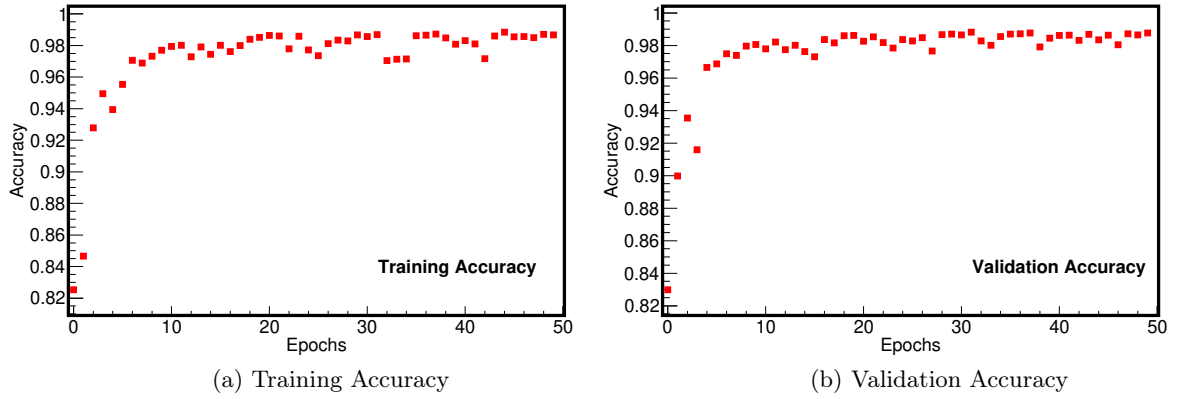 1
0.98
0.96
0.94
0.92
0.9
0.88
0.86
0.84
0.82
Accuracy
Training Accuracy
0 10 20 30 40 50
Epochs
(a) Training Accuracy
1
0.98
0.96
0.94
0.92
0.9
0.88
0.86
0.84
0.82
Accuracy
Validation Accuracy
0 10 20 30 40 50
Epochs
(b) Validation Accuracy